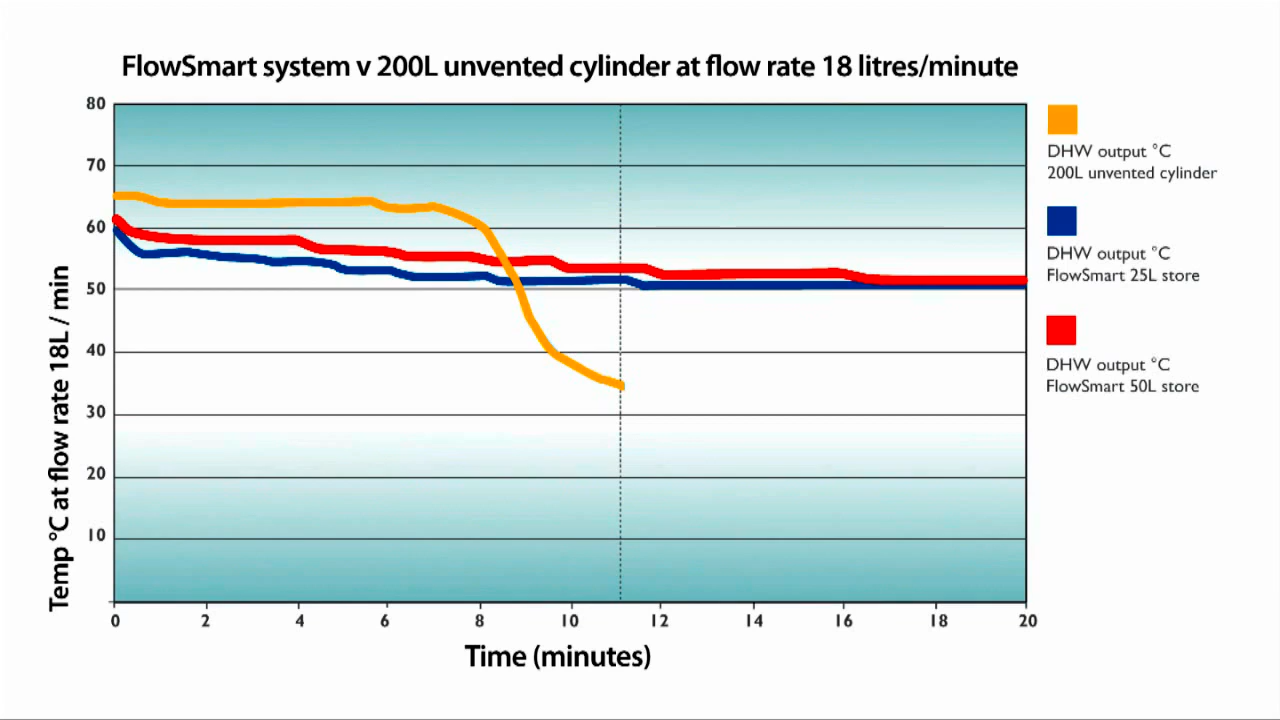 FlowSmart system v 200L unvented cylinder at flow rate 18 litres/minute
80
70
60
50
40
30
20
10
Temp °C at flow rate 18L / min
0 2 4 6 8 10 12 14 16 18 20
Time (minutes)
DHW output °C
200L unvented cylinder
DHW output °C
FlowSmart 25L store
DHW output °C
FlowSmart 50L store